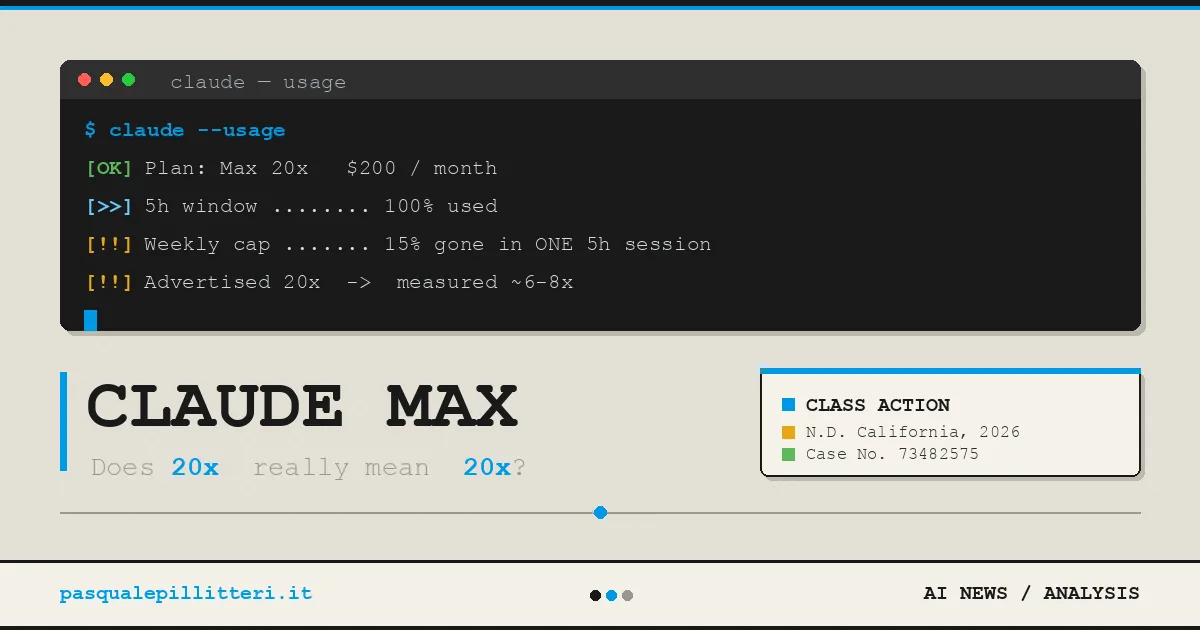 claude — usage
$ claude --usage
[OK] Plan: Max 20x   $200 / month
[>>] 5h window ........ 100% used
[!!] Weekly cap ....... 15% gone in ONE 5h session
[!!] Advertised 20x  ->  measured ~6-8x
CLAUDE MAX
Does 20x really mean 20x?
CLASS ACTION
N.D. California, 2026
Case No. 73482575
pasqualepillitteri.it
AI NEWS / ANALYSIS